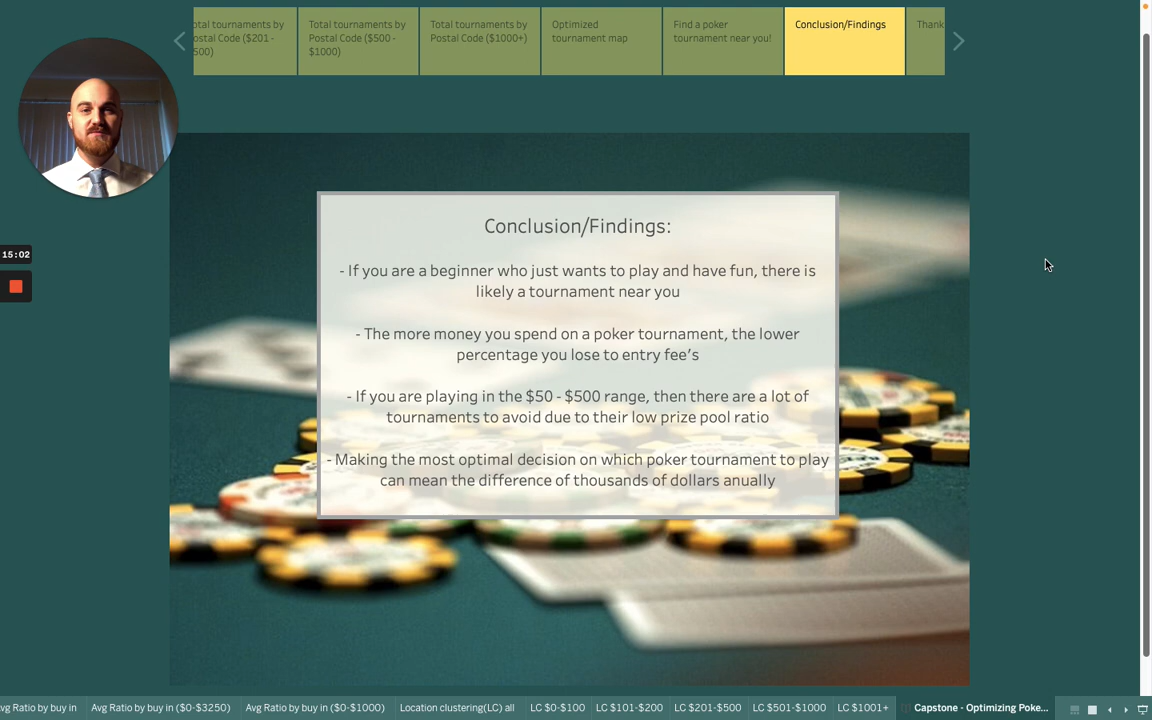 otal tournaments by
ostal Code ($201 -
500)
Total tournaments by
Postal Code ($500 -
$1000)
Total tournaments by
Postal Code ($1000+)
Optimized
tournament map
Find a poker
tournament near you!
Conclusion/Findings
Thank
15:02
Conclusion/Findings:
- If you are a beginner who just wants to play and have fun, there is
likely a tournament near you
- The more money you spend on a poker tournament, the lower
percentage you lose to entry fee's
- If you are playing in the $50 - $500 range, then there are a lot of
tournaments to avoid due to their low prize pool ratio
- Making the most optimal decision on which poker tournament to play
can mean the difference of thousands of dollars anually
vg Ratio by buy in
Avg Ratio by buy in ($0-$3250)
Avg Ratio by buy in ($0-$1000)
Location clustering(LC) all
LC $0-$100
LC $101-$200
LC $201-$500
LC $501-$1000
LC $1001+
Capstone - Optimizing Poke...